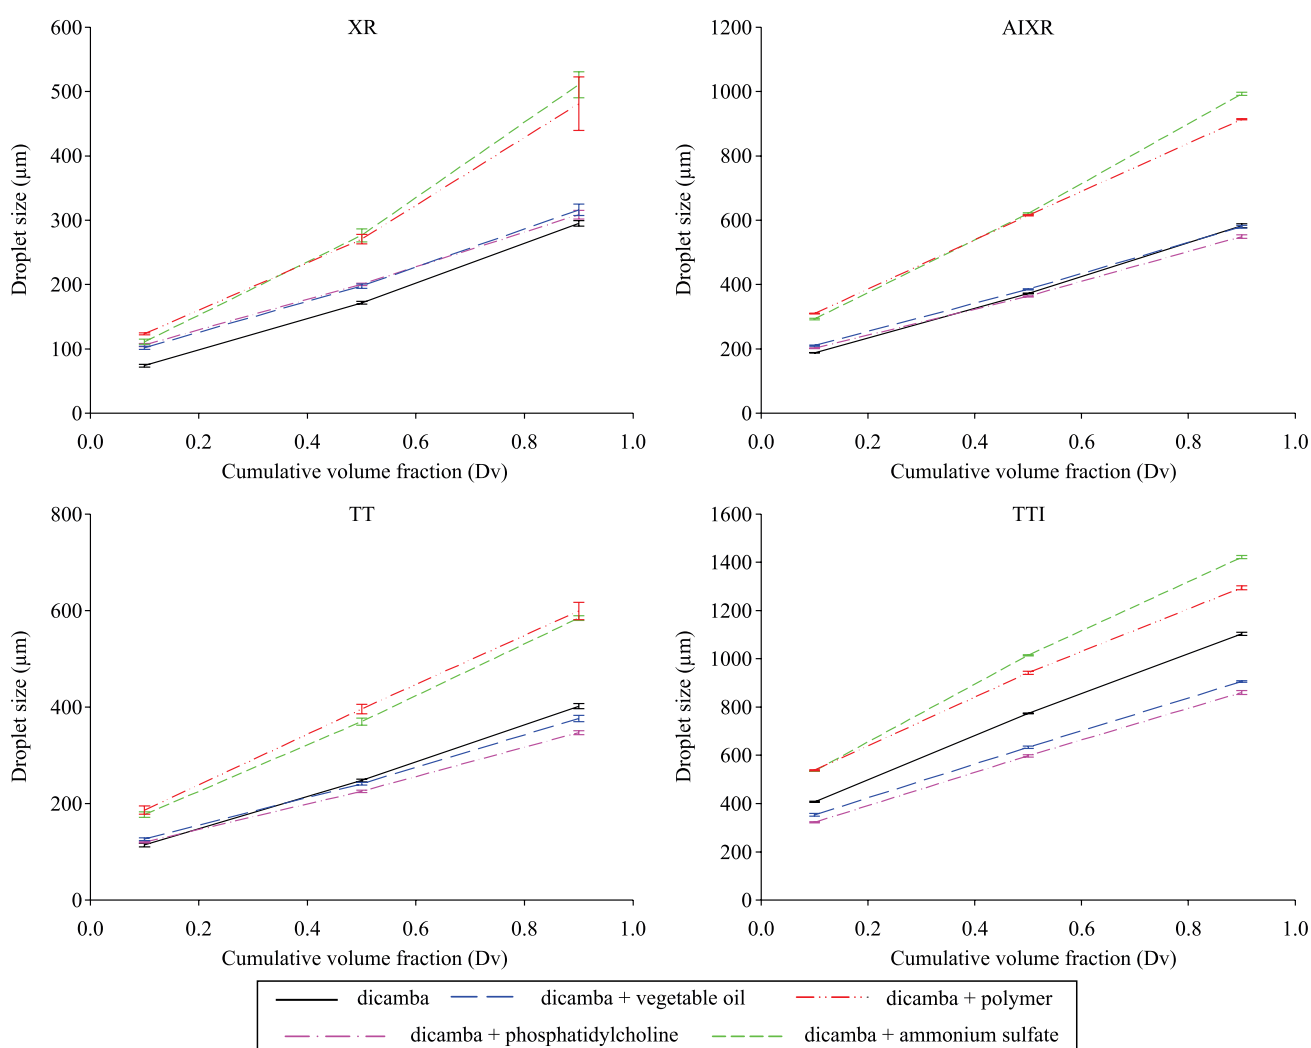 XR
600
500
400
300
200
100
0
Droplet size (μm)
0.0 0.2 0.4 0.6 0.8 1.0
Cumulative volume fraction (Dv)
AIXR
1200
1000
800
600
400
200
0
Droplet size (μm)
0.0 0.2 0.4 0.6 0.8 1.0
Cumulative volume fraction (Dv)
TT
800
600
400
200
0
Droplet size (μm)
0.0 0.2 0.4 0.6 0.8 1.0
Cumulative volume fraction (Dv)
TTI
1600
1400
1200
1000
800
600
400
200
0
Droplet size (μm)
0.0 0.2 0.4 0.6 0.8 1.0
Cumulative volume fraction (Dv)
dicamba dicamba + vegetable oil dicamba + polymer
dicamba + phosphatidylcholine dicamba + ammonium sulfate